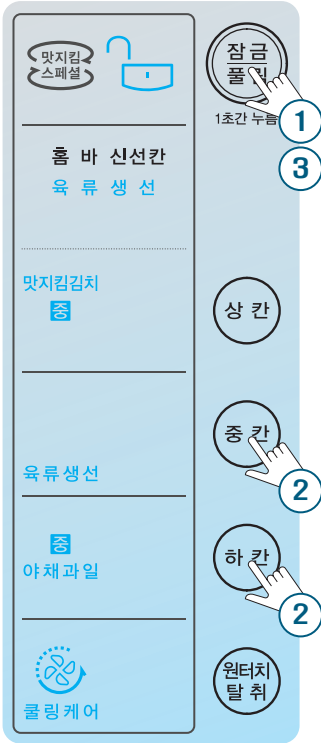 맛지킴
스페셜
잠금
풀림
1초간 누름
1
3
홈 바 신선칸
육 류 생 선
맛지킴김치
중
상 칸
중 칸
2
육류생선
하 칸
2
중
야채과일
원터치
탈 취
쿨링케어